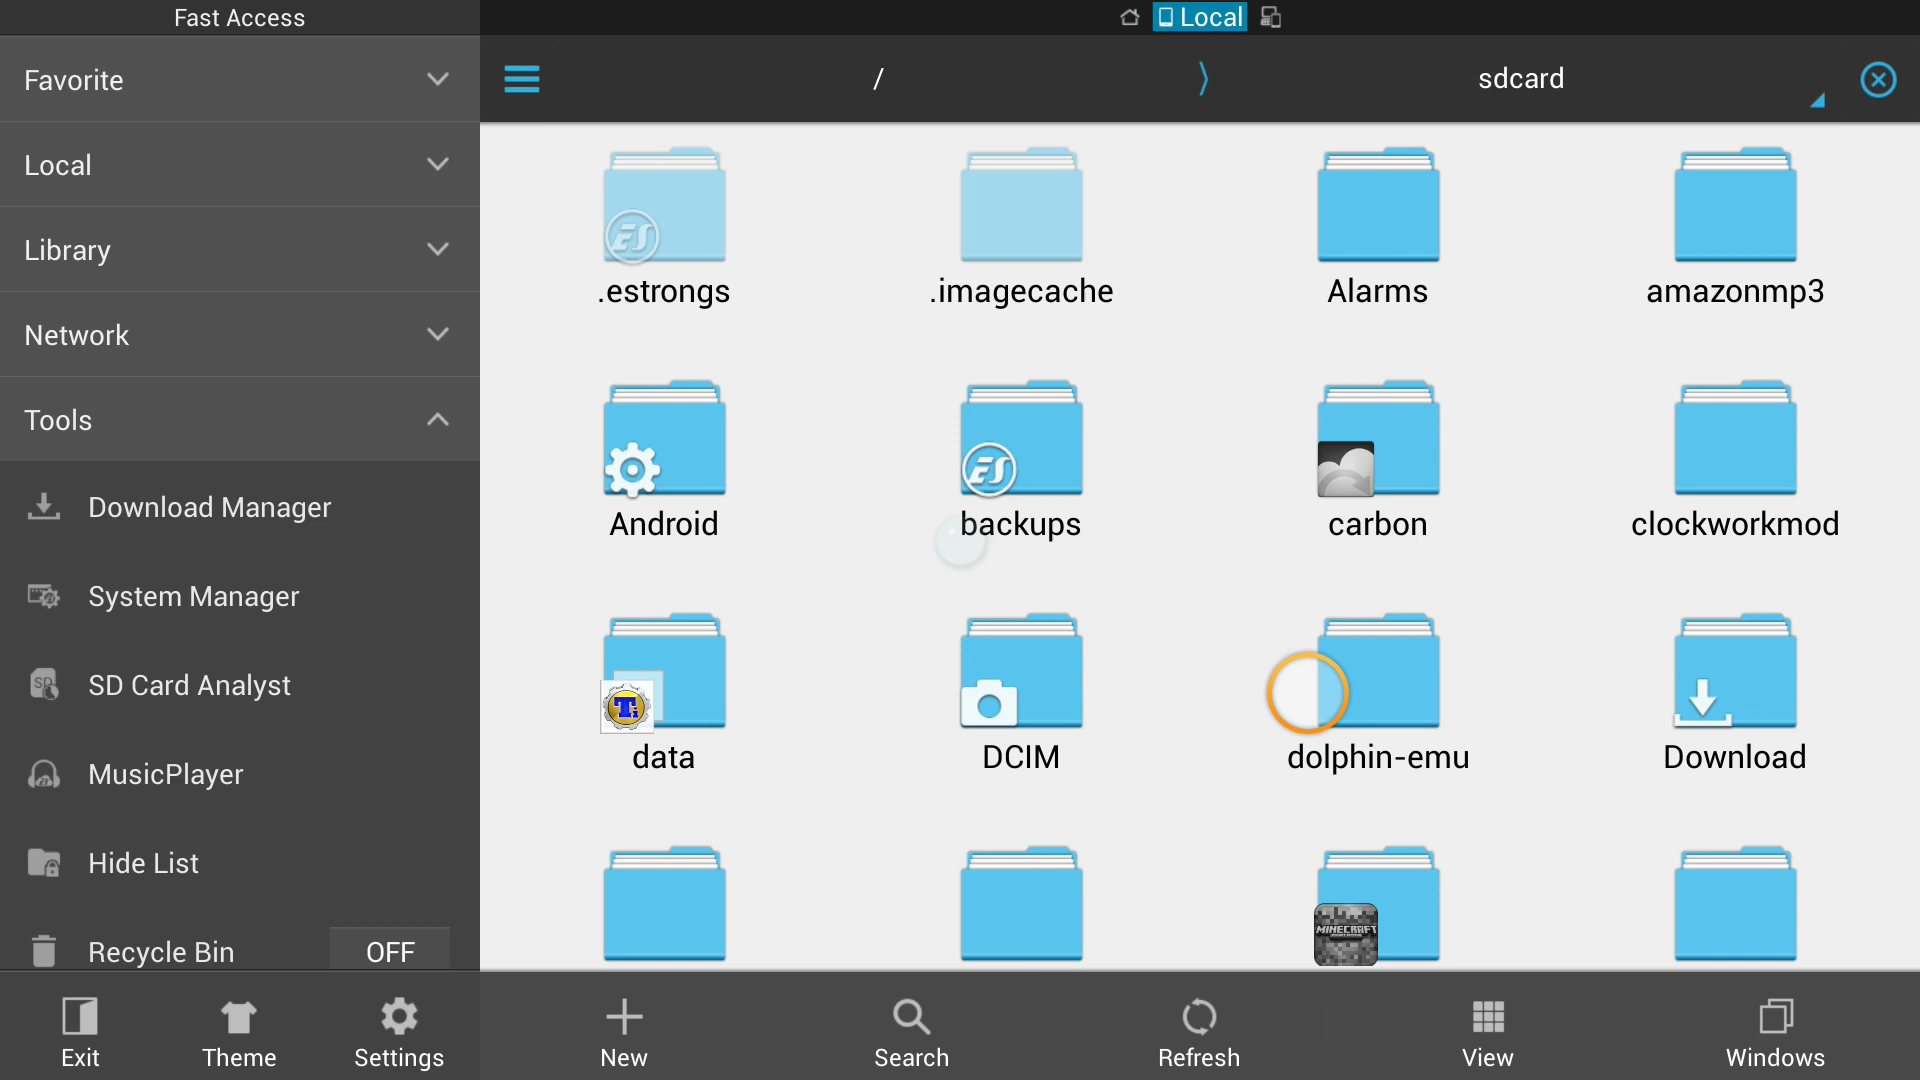 Fast Access
Local
Favorite
/
sdcard
Local
Library
Network
Tools
Download Manager
System Manager
SD Card Analyst
MusicPlayer
Hide List
Recycle Bin
OFF
.estrongs
.imagecache
Alarms
amazonmp3
Android
backups
carbon
clockworkmod
data
DCIM
dolphin-emu
Download
MINECRAFT
Exit
Theme
Settings
New
Search
Refresh
View
Windows